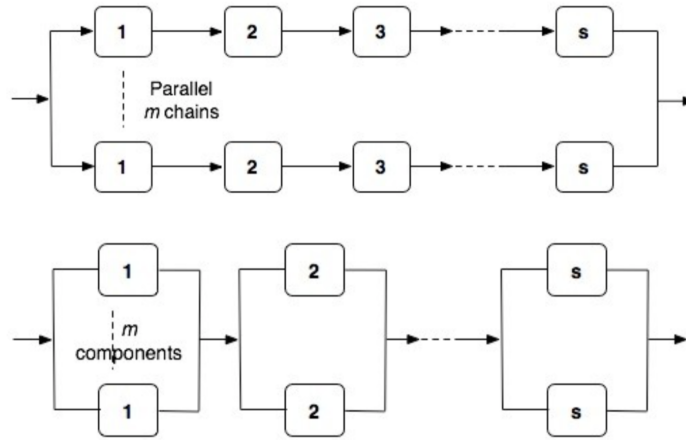 1 2 3 s
Parallel
m chains
1 2 3 s
1 2 s
m
components
1 2 s